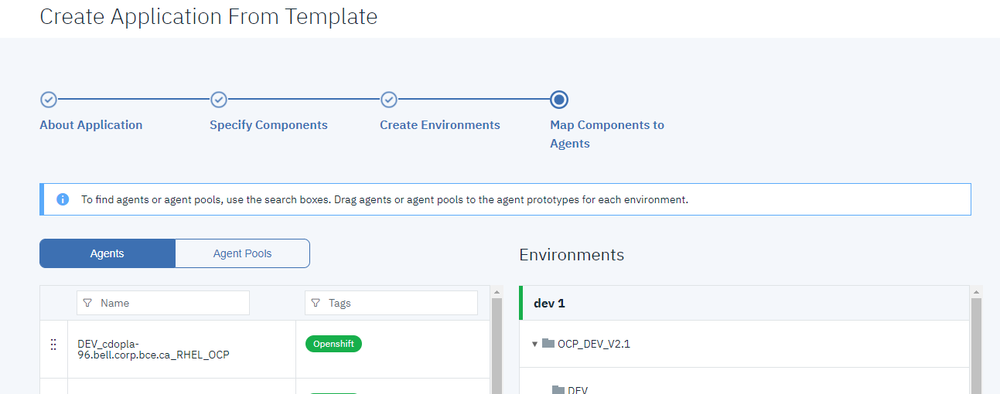 Create Application From Template
About Application
Specify Components
Create Environments
Map Components to
Agents
To find agents or agent pools, use the search boxes. Drag agents or agent pools to the agent prototypes for each environment.
Agents
Agent Pools
Environments
Name
Tags
dev 1
DEV_cdopla-
96.bell.corp.bce.ca_RHEL_OCP
Openshift
OCP_DEV_V2.1
DEV